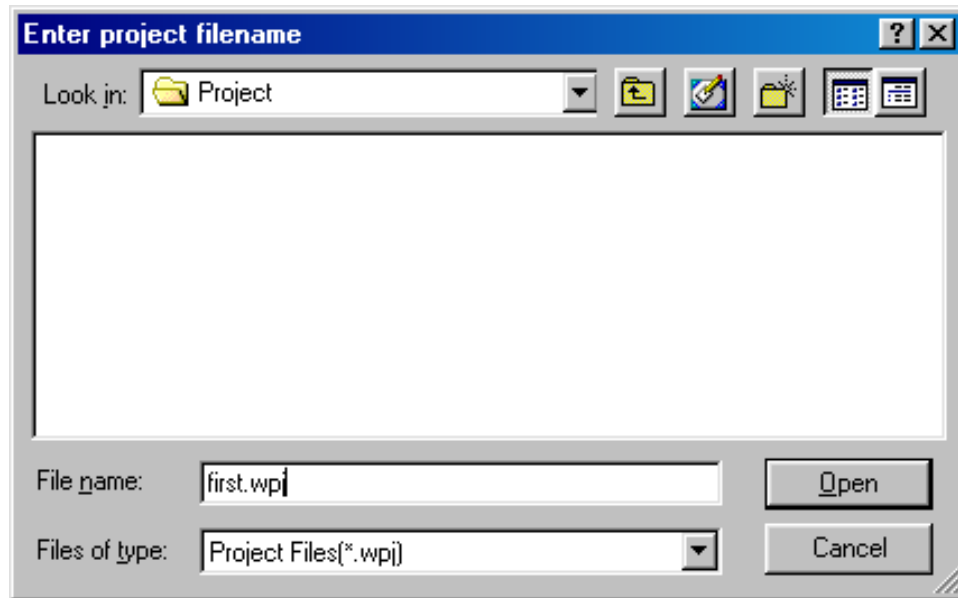 Enter project filename
Look in: Project
File name: first.wpj
Open
Files of type: Project Files(*.wpj)
Cancel